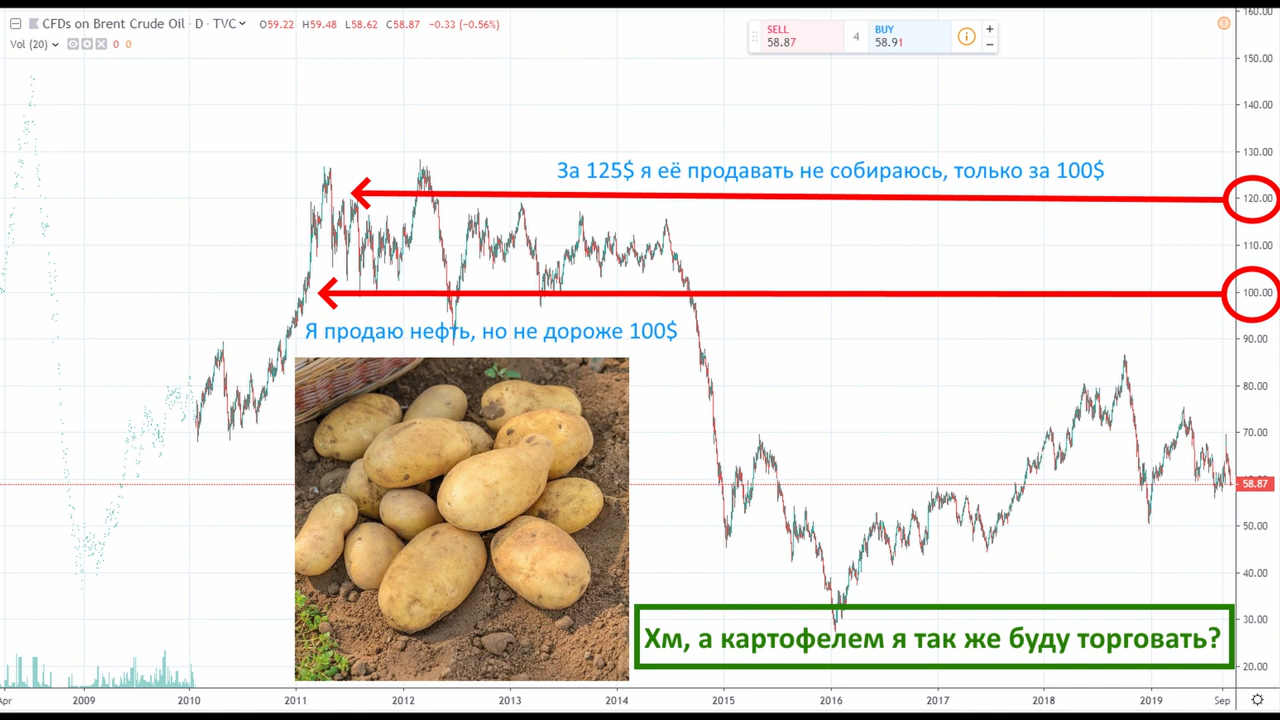 CFDs on Brent Crude Oil · D · TVC O59.22 H59.48 L58.62 C58.87 −0.33 (−0.56%)
Vol (20) 0 0
SELL
58.87
4
BUY
58.91
160.00
150.00
140.00
130.00
За 125$ я её продавать не собираюсь, только за 100$
120.00
110.00
100.00
Я продаю нефть, но не дороже 100$
90.00
80.00
70.00
58.87
50.00
40.00
30.00
Хм, а картофелем я так же буду торговать?
20.00
Apr 2009 2010 2011 2012 2013 2014 2015 2016 2017 2018 2019 Sep